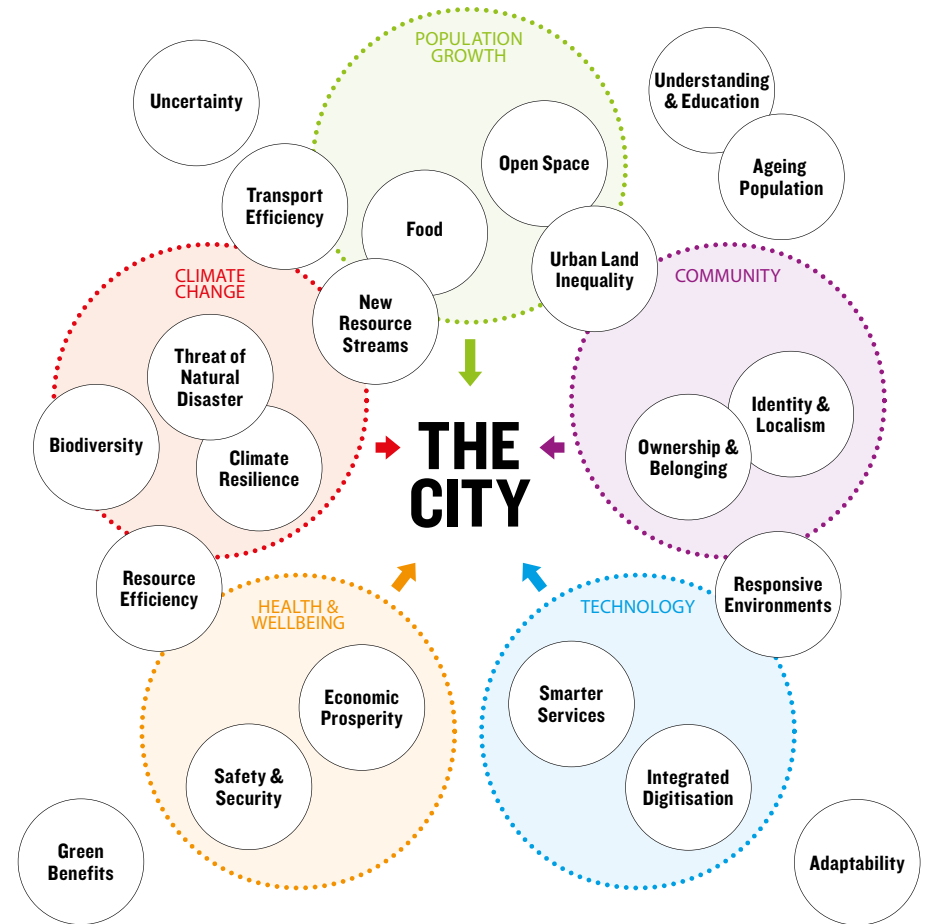 POPULATION
GROWTH
Uncertainty
Understanding
& Education
Open Space
Ageing
Population
Transport
Efficiency
Food
Urban Land
Inequality
CLIMATE
CHANGE
COMMUNITY
New
Resource
Streams
Threat of
Natural
Disaster
Identity &
Localism
Biodiversity
Climate
Resilience
THE
CITY
Ownership &
Belonging
Resource
Efficiency
Responsive
Environments
HEALTH &
WELLBEING
TECHNOLOGY
Economic
Prosperity
Smarter
Services
Safety &
Security
Integrated
Digitisation
Green
Benefits
Adaptability